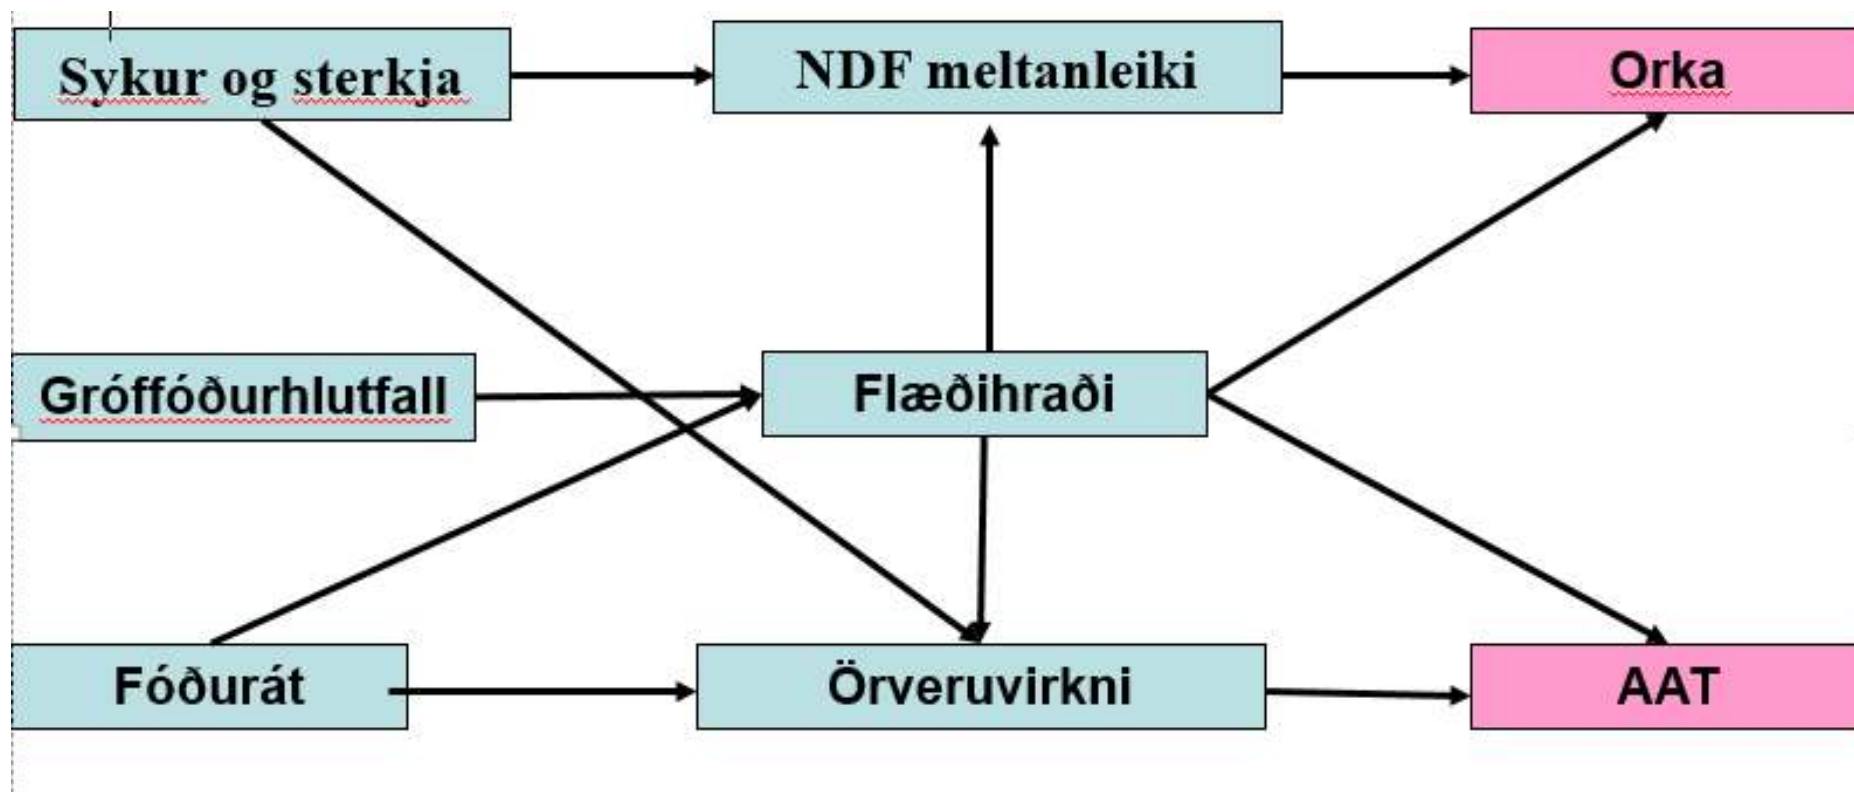 Sykur og sterkja
NDF meltanleiki
Orka
Gróffóðurhlutfall
Flæðihraði
Fóðurát
Örveruvirkni
AAT